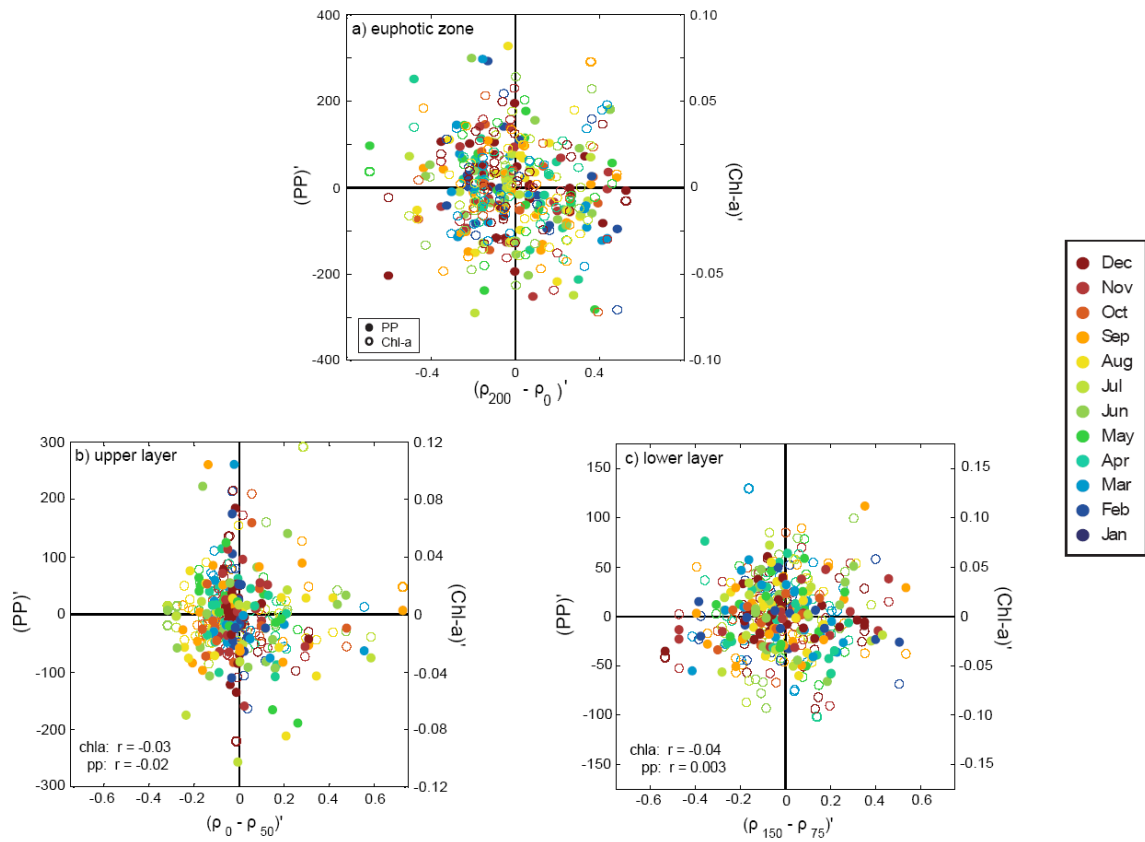 a) euphotic zone
400
200
0
-200
-400
(PP)'
0.10
0.05
0
-0.05
-0.10
(Chl-a)'
PP
Chl-a
-0.4
0
0.4
(ρ200 - ρ0)'
b) upper layer
300
200
100
0
-100
-200
-300
(PP)'
0.12
0.08
0.04
0
-0.04
-0.08
-0.12
(Chl-a)'
chla: r = -0.03
pp: r = -0.02
-0.6 -0.4 -0.2 0 0.2 0.4 0.6
(ρ0 - ρ50)'
c) lower layer
150
100
50
0
-50
-100
-150
(PP)'
0.15
0.10
0.05
0
-0.05
-0.10
-0.15
(Chl-a)'
chla: r = -0.04
pp: r = 0.003
-0.6 -0.4 -0.2 0 0.2 0.4 0.6
(ρ150 - ρ75)'
Dec
Nov
Oct
Sep
Aug
Jul
Jun
May
Apr
Mar
Feb
Jan